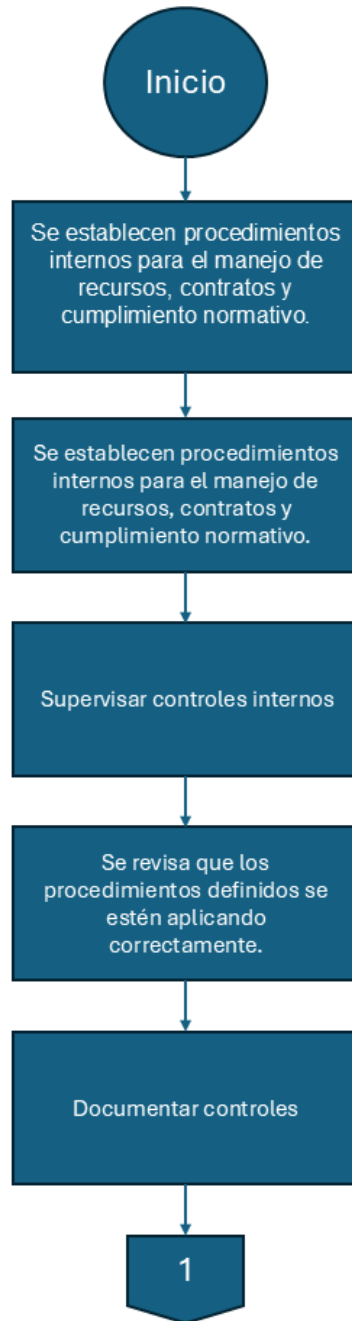 Inicio
Se establecen procedimientos
internos para el manejo de
recursos, contratos y
cumplimiento normativo.
Se establecen procedimientos
internos para el manejo de
recursos, contratos y
cumplimiento normativo.
Supervisar controles internos
Se revisa que los
procedimientos definidos se
estén aplicando
correctamente.
Documentar controles
1